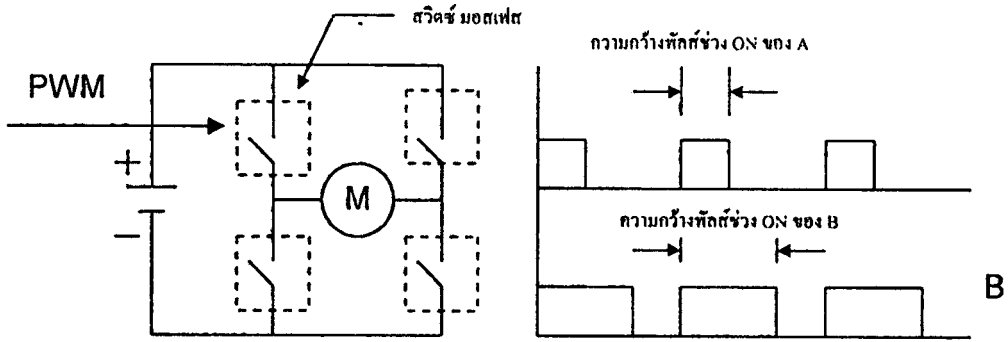 สวิตซ์ มอสเฟส
PWM
+
M
−
ความกว้างพัลส์ช่วง ON ของ A
ความกว้างพัลส์ช่วง ON ของ B
B